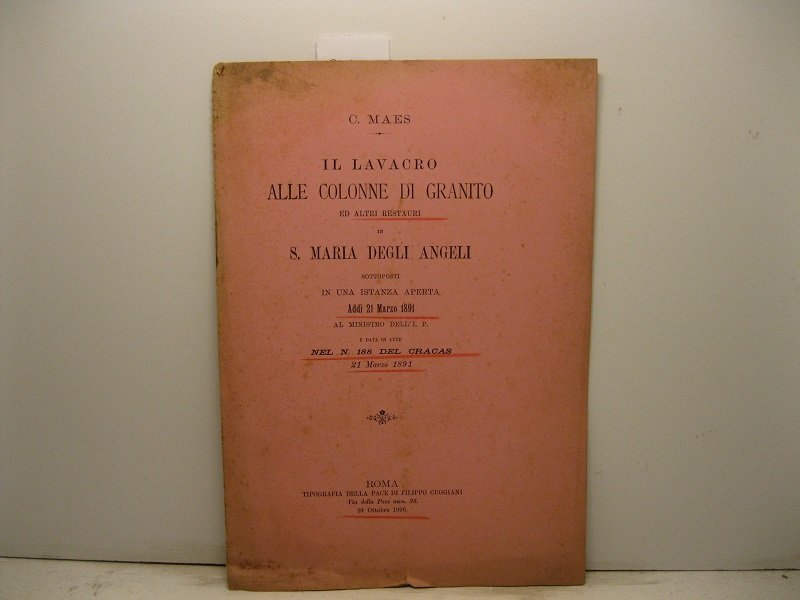 C. MAES
IL LAVACRO
ALLE COLONNE DI GRANITO
ED ALTRI RESTAURI
IN
S. MARIA DEGLI ANGELI
SOTTOPOSTI
IN UNA ISTANZA APERTA
Addì 21 Marzo 1891
AL MINISTRO DELL'I. P.
E DATA IN LUCE
NEL N. 188 DEL CRACAS
21 Marzo 1891
ROMA
TIPOGRAFIA DELLA PACE DI FILIPPO CUGGIANI
Via della Pace num. 35.
24 Ottobre 1896.